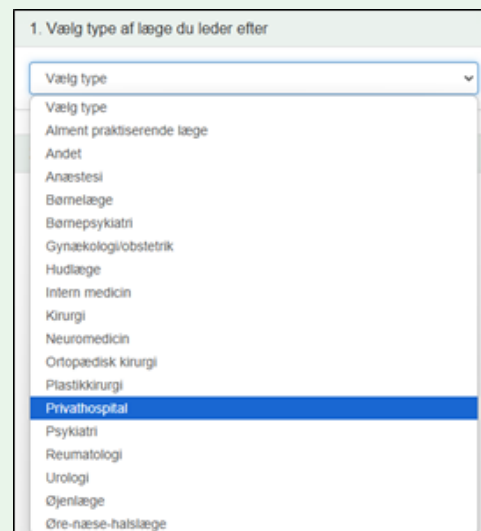 1. Vælg type af læge du leder efter
Vælg type
Vælg type
Alment praktiserende læge
Andet
Anæstesi
Børnelæge
Børnepsykiatri
Gynækologi/obstetrik
Hudlæge
Intern medicin
Kirurgi
Neuromedicin
Ortopædisk kirurgi
Plastikkirurgi
Privathospital
Psykiatri
Reumatologi
Urologi
Øjenlæge
Øre-næse-halslæge